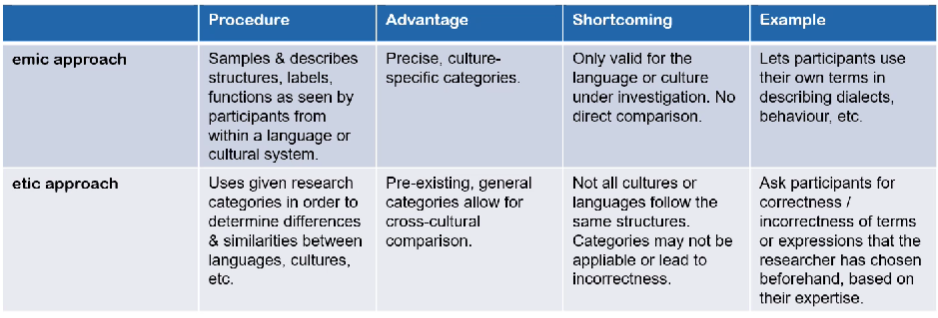 Procedure Advantage Shortcoming Example
emic approach
Samples & describes
structures, labels,
functions as seen by
participants from
within a language or
cultural system.
Precise, culture-
specific categories.
Only valid for the
language or culture
under investigation. No
direct comparison.
Lets participants use
their own terms in
describing dialects,
behaviour, etc.
etic approach
Uses given research
categories in order to
determine differences
& similarities between
languages, cultures,
etc.
Pre-existing, general
categories allow for
cross-cultural
comparison.
Not all cultures or
languages follow the
same structures.
Categories may not be
appliable or lead to
incorrectness.
Ask participants for
correctness /
incorrectness of terms
or expressions that the
researcher has chosen
beforehand, based on
their expertise.